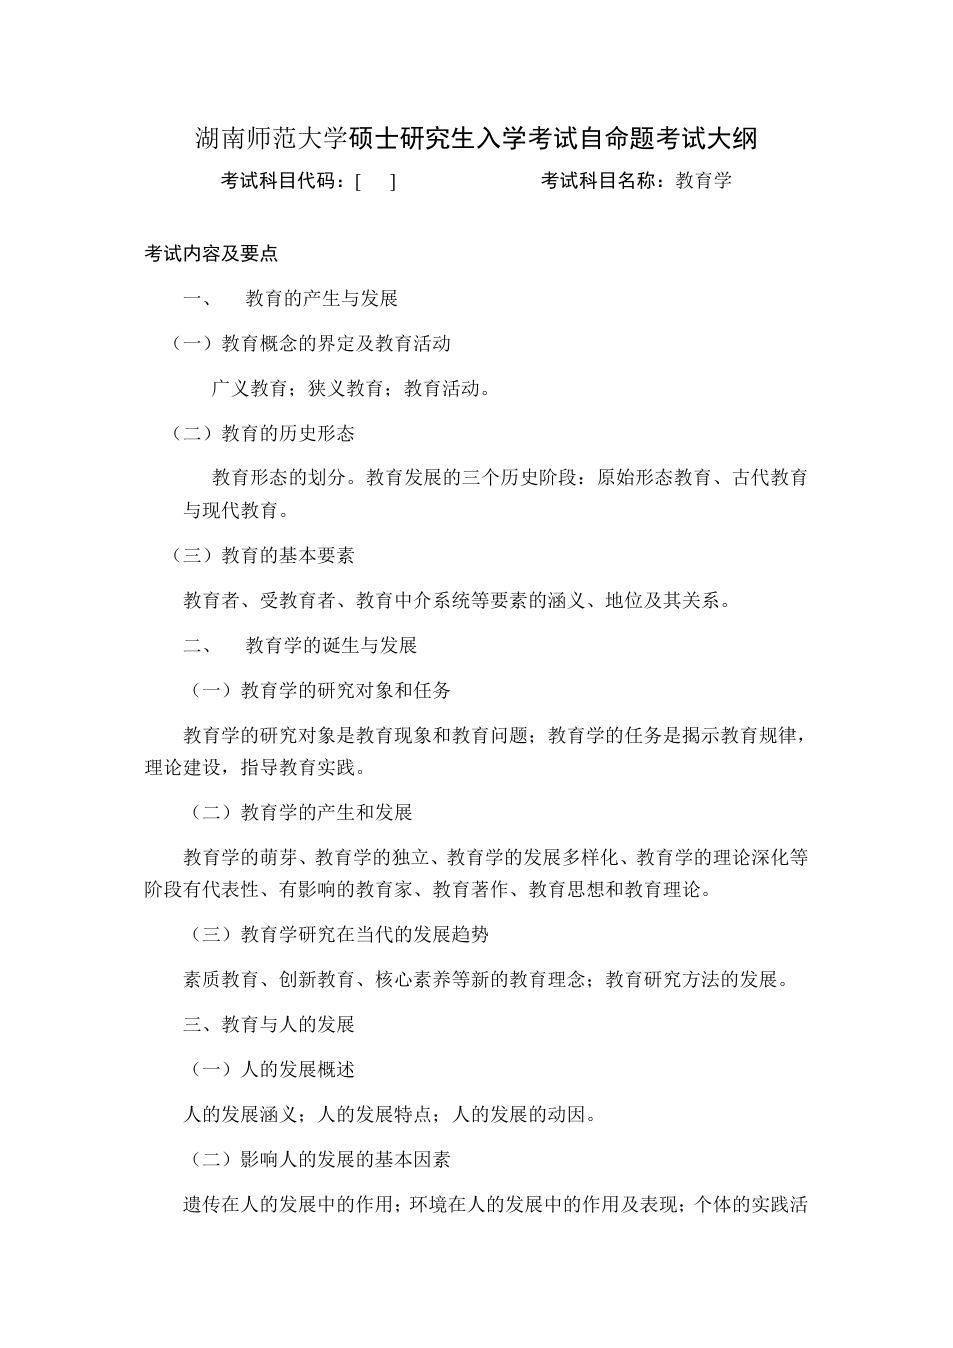 湖南师范大学硕士研究生入学考试自命题考试大纲
考试科目代码：[ ] 考试科目名称：教育学
考试内容及要点
一、 教育的产生与发展
（一）教育概念的界定及教育活动
广义教育；狭义教育；教育活动。
（二）教育的历史形态
教育形态的划分。教育发展的三个历史阶段：原始形态教育、古代教育
与现代教育。
（三）教育的基本要素
教育者、受教育者、教育中介系统等要素的涵义、地位及其关系。
二、 教育学的诞生与发展
（一）教育学的研究对象和任务
教育学的研究对象是教育现象和教育问题；教育学的任务是揭示教育规律，
理论建设，指导教育实践。
（二）教育学的产生和发展
教育学的萌芽、教育学的独立、教育学的发展多样化、教育学的理论深化等
阶段有代表性、有影响的教育家、教育著作、教育思想和教育理论。
（三）教育学研究在当代的发展趋势
素质教育、创新教育、核心素养等新的教育理念；教育研究方法的发展。
三、教育与人的发展
（一）人的发展概述
人的发展涵义；人的发展特点；人的发展的动因。
（二）影响人的发展的基本因素
遗传在人的发展中的作用；环境在人的发展中的作用及表现；个体的实践活